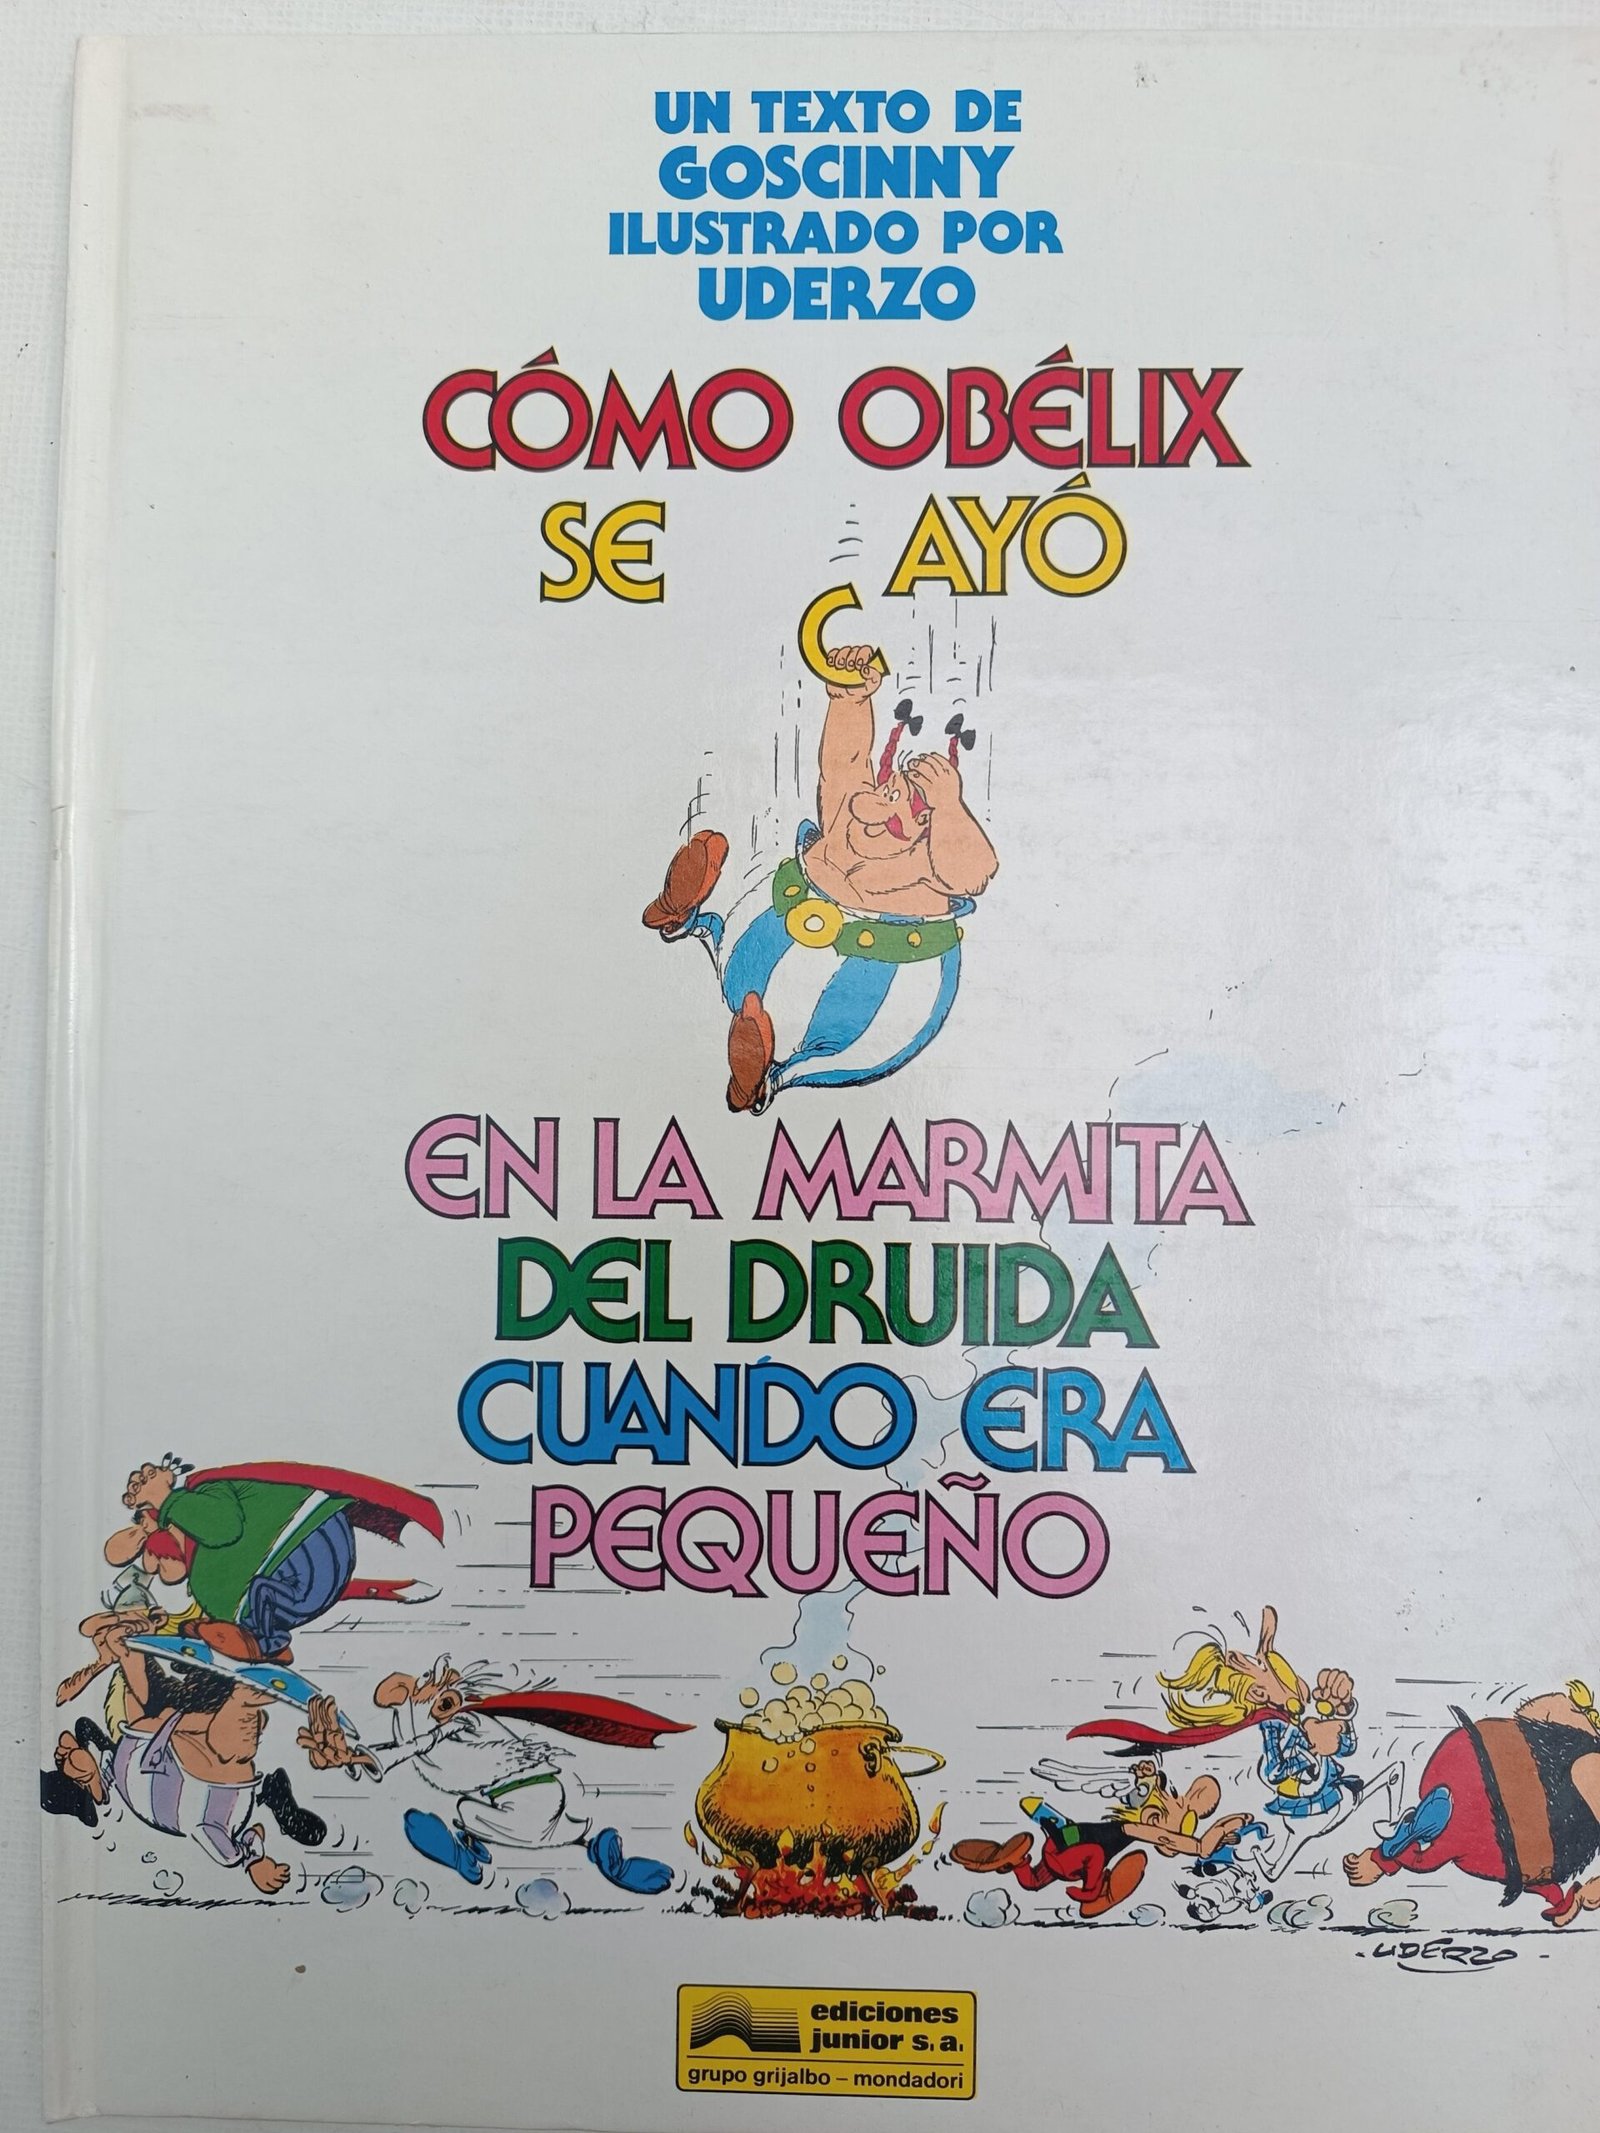 UN TEXTO DE
GOSCINNY
ILUSTRADO POR
UDERZO
CÓMO OBÉLIX
SE CAYÓ
EN LA MARMITA
DEL DRUIDA
CUANDO ERA
PEQUEÑO
UDERZO
ediciones
junior s.a.
grupo grijalbo – mondadori